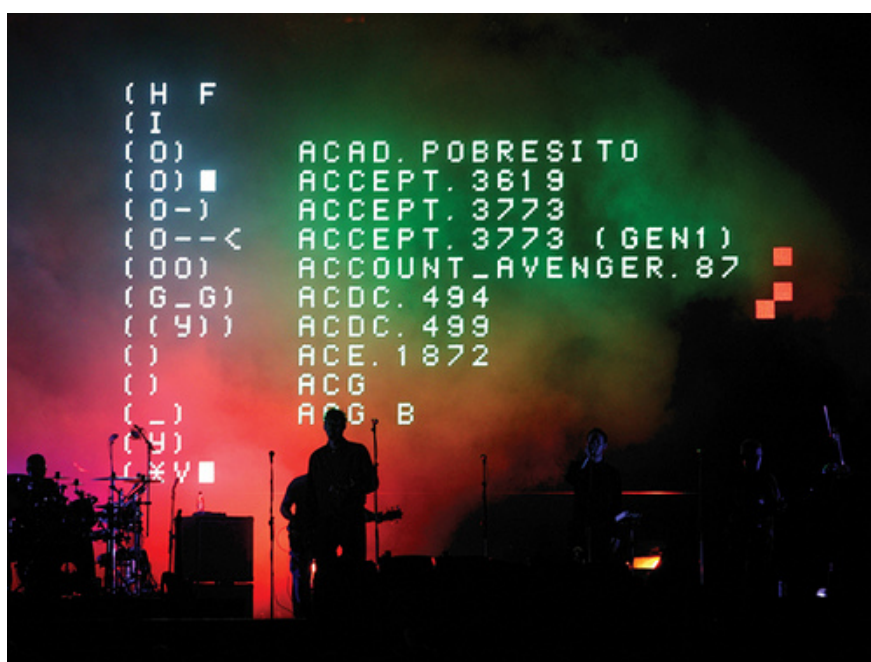 (H F
(I
(O) ACAD.POBRESITO
(O)■ ACCEPT.3619
(O-) ACCEPT.3773
(O--< ACCEPT.3773 (GEN1)
(OO) ACCOUNT_AVENGER.87
(G_G) ACDC.494
((Y)) ACDC.499
() ACE.1872
() ACG
(_) ACG B
(Y)
(*V■